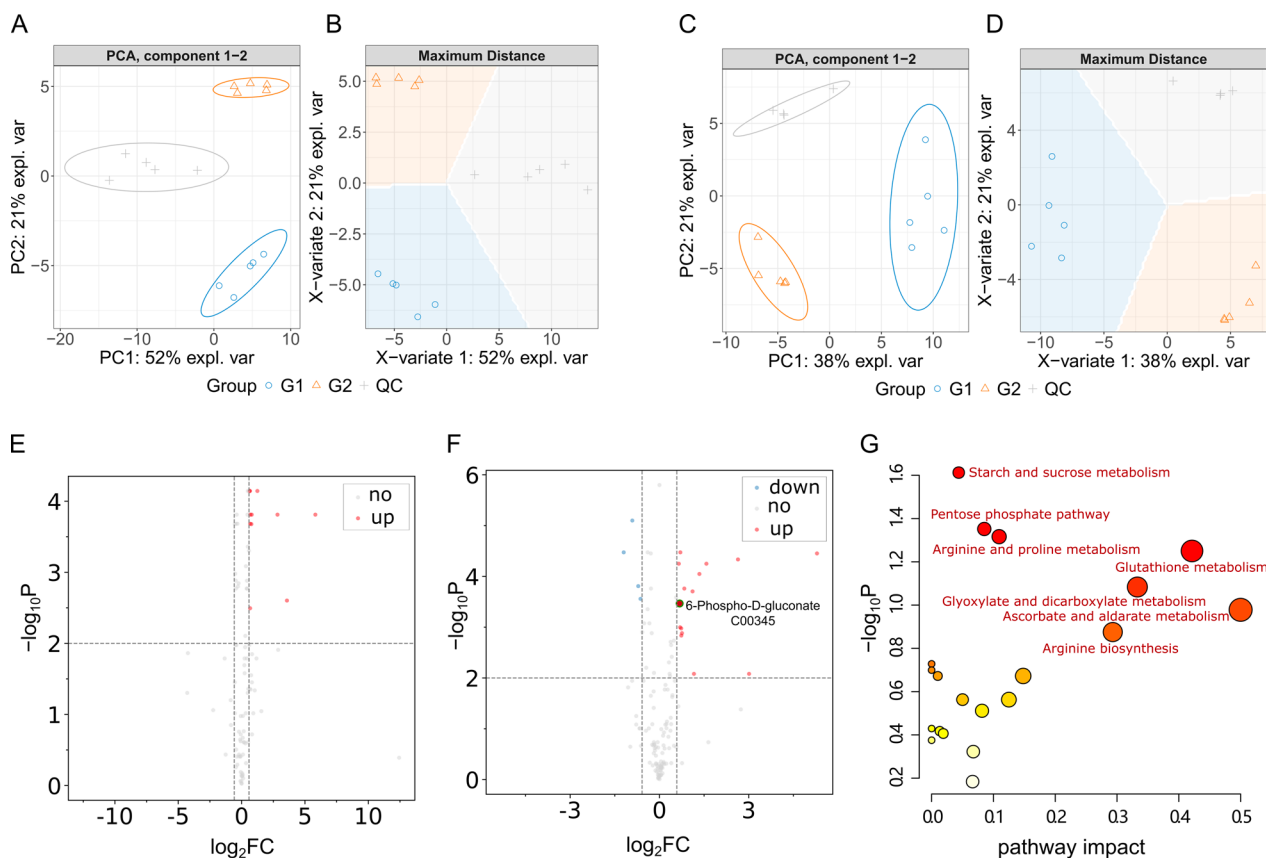 A
PCA, component 1−2
PC2: 21% expl. var
5
0
−5
−20
−10
0
10
PC1: 52% expl. var
B
Maximum Distance
X−variate 2: 21% expl. var
5.0
2.5
0.0
−2.5
−5.0
−5
0
5
10
X−variate 1: 52% expl. var
Group G1 G2 QC
C
PCA, component 1−2
PC2: 21% expl. var
5
0
−5
−10
−5
0
5
10
PC1: 38% expl. var
D
Maximum Distance
X−variate 2: 21% expl. var
4
0
−4
−10
−5
0
5
X−variate 1: 38% expl. var
Group G1 G2 QC
E
−log10P
4
3
2
1
0
no
up
-10
-5
0
5
10
log2FC
F
−log10P
6
4
2
0
down
no
up
6-Phospho-D-gluconate
C00345
-3
0
3
log2FC
G
−log10P
1.6
1.4
1.2
1.0
0.8
0.6
0.4
0.2
Starch and sucrose metabolism
Pentose phosphate pathway
Arginine and proline metabolism
Glutathione metabolism
Glyoxylate and dicarboxylate metabolism
Ascorbate and aldarate metabolism
Arginine biosynthesis
0.0
0.1
0.2
0.3
0.4
0.5
pathway impact